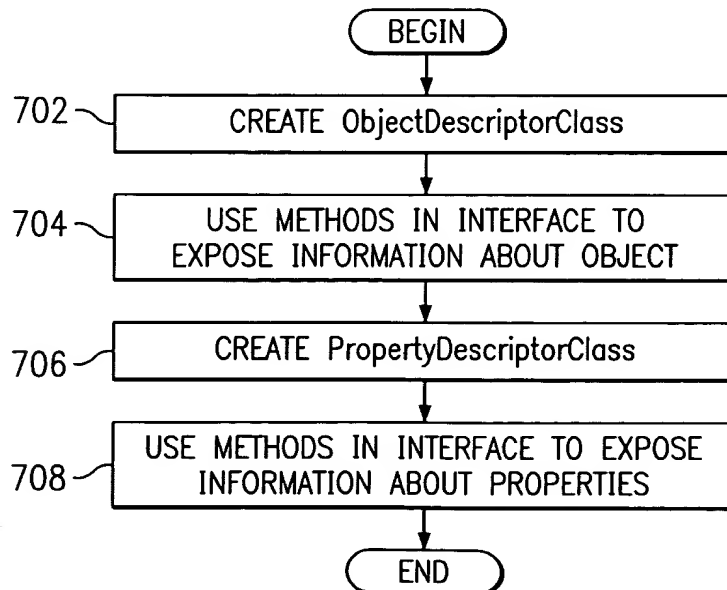 BEGIN
702
CREATE ObjectDescriptorClass
704
USE METHODS IN INTERFACE TO
EXPOSE INFORMATION ABOUT OBJECT
706
CREATE PropertyDescriptorClass
708
USE METHODS IN INTERFACE TO EXPOSE
INFORMATION ABOUT PROPERTIES
END